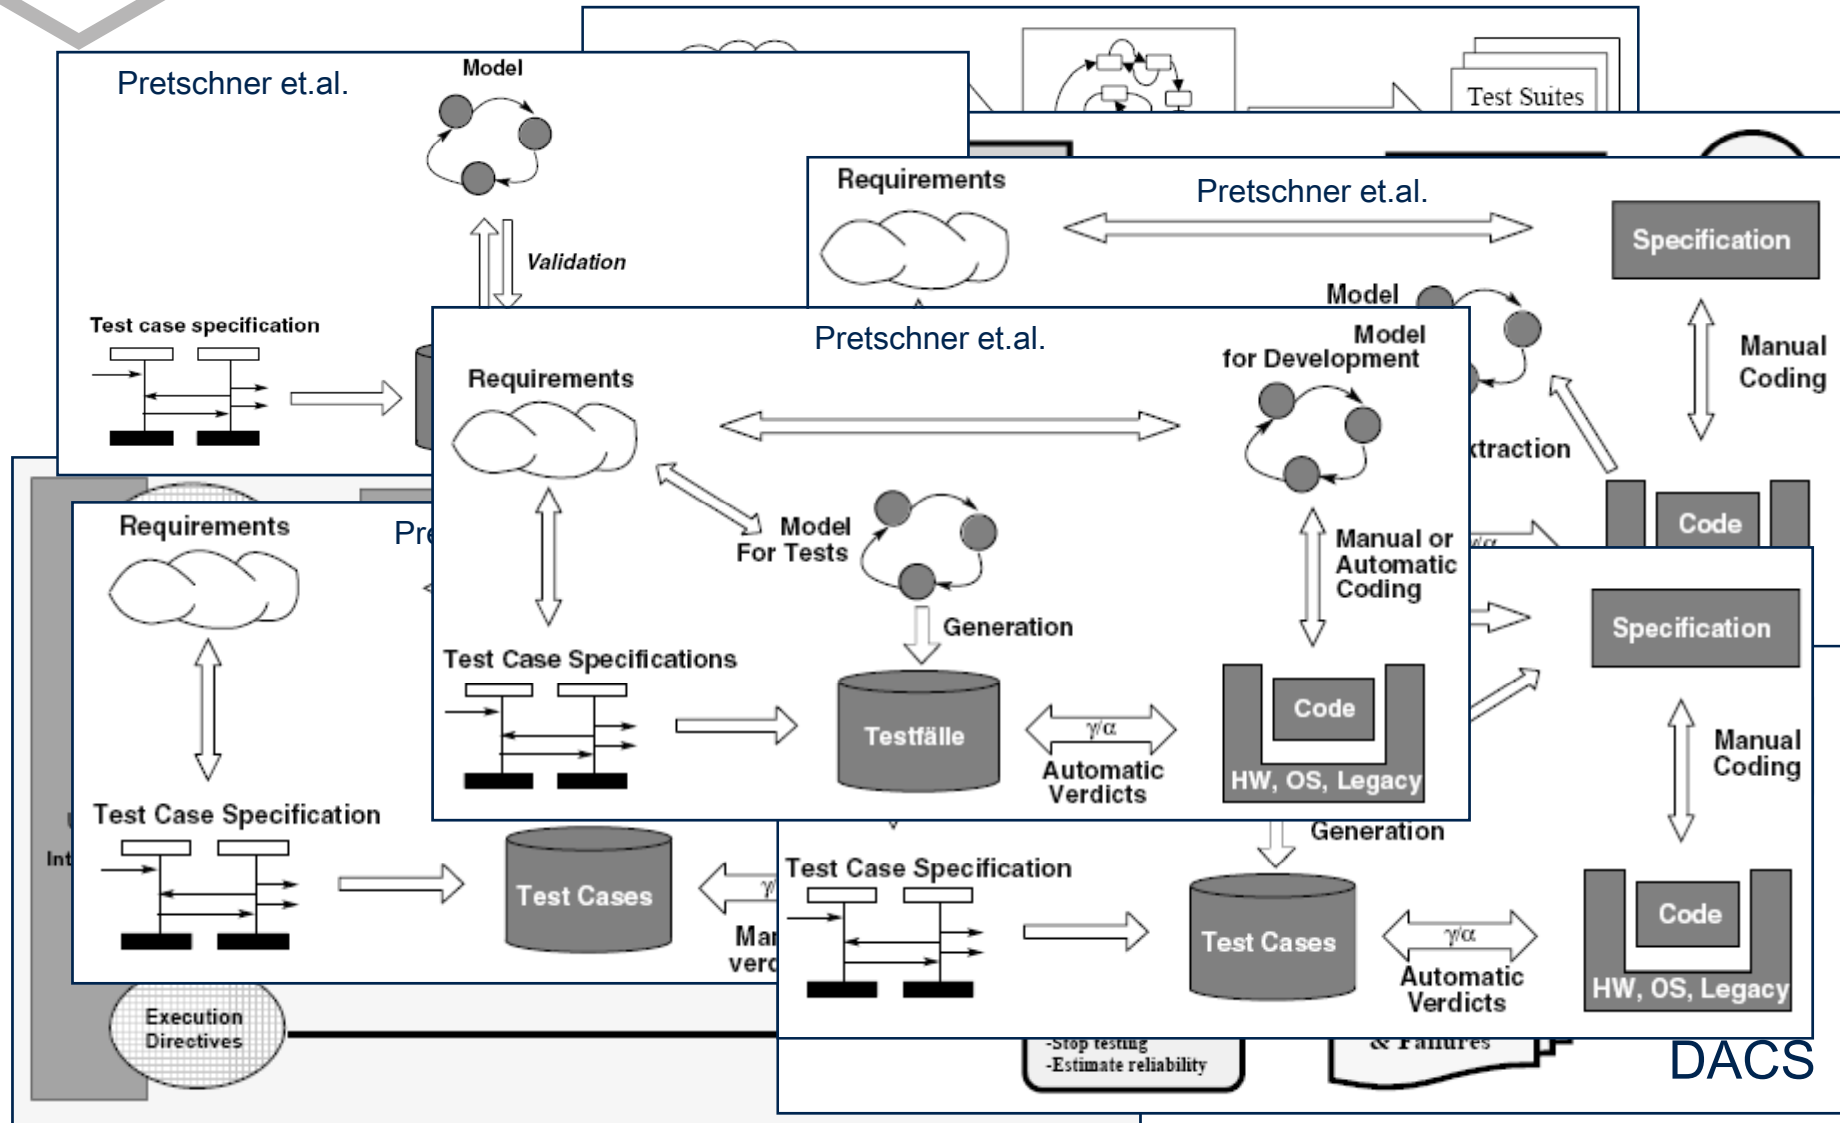 Test Suites
Pretschner et.al.
Model
Validation
Test case specification
Requirements
Pretschner et.al.
Specification
Model
Manual
Coding
Code
Pretschner et.al.
Requirements
Model
for Development
Model
For Tests
Manual or
Automatic
Coding
Generation
Test Case Specifications
Testfälle
γ/α
Automatic
Verdicts
Code
HW, OS, Legacy
Requirements
Test Case Specification
Test Cases
Specification
Manual
Coding
Generation
Test Case Specification
Test Cases
γ/α
Automatic
Verdicts
Code
HW, OS, Legacy
Execution
Directives
-Stop testing
-Estimate reliability
& Failures
DACS